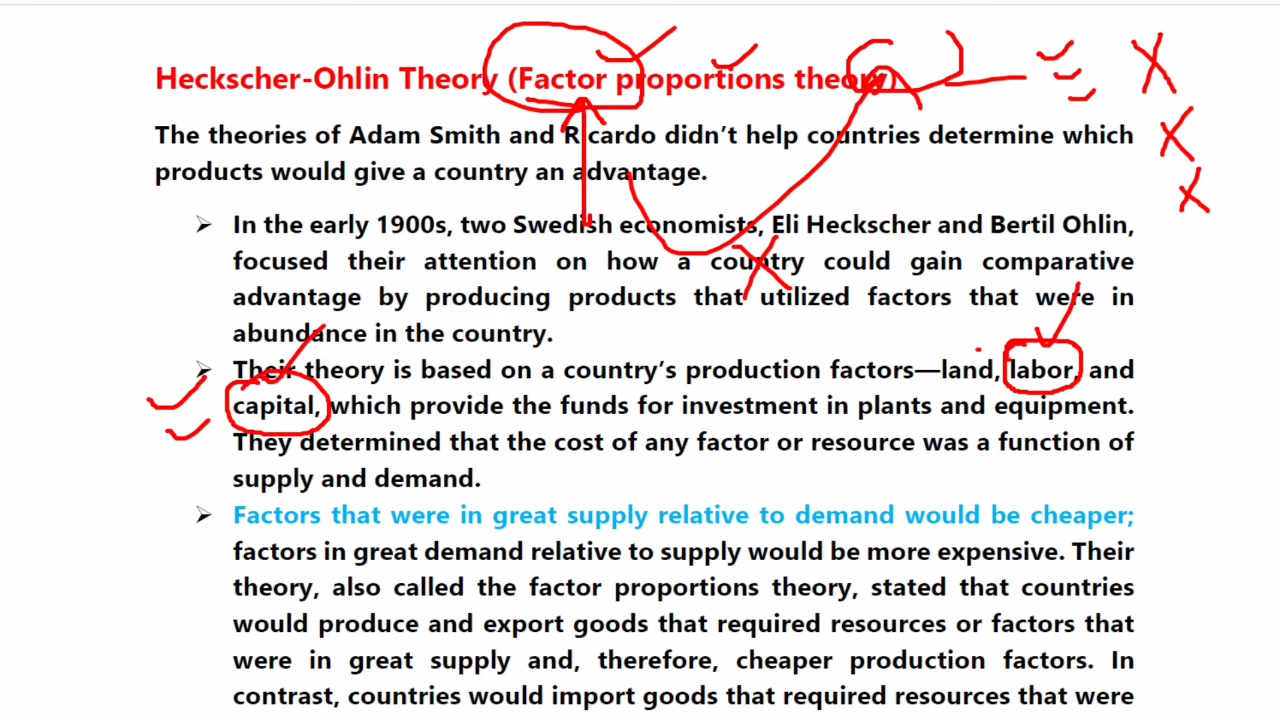 Heckscher-Ohlin Theory (Factor proportions theory)
The theories of Adam Smith and Ricardo didn't help countries determine which
products would give a country an advantage.
➢ In the early 1900s, two Swedish economists, Eli Heckscher and Bertil Ohlin,
focused their attention on how a country could gain comparative
advantage by producing products that utilized factors that were in
abundance in the country.
➢ Their theory is based on a country's production factors—land, labor, and
capital, which provide the funds for investment in plants and equipment.
They determined that the cost of any factor or resource was a function of
supply and demand.
➢ Factors that were in great supply relative to demand would be cheaper;
factors in great demand relative to supply would be more expensive. Their
theory, also called the factor proportions theory, stated that countries
would produce and export goods that required resources or factors that
were in great supply and, therefore, cheaper production factors. In
contrast, countries would import goods that required resources that were